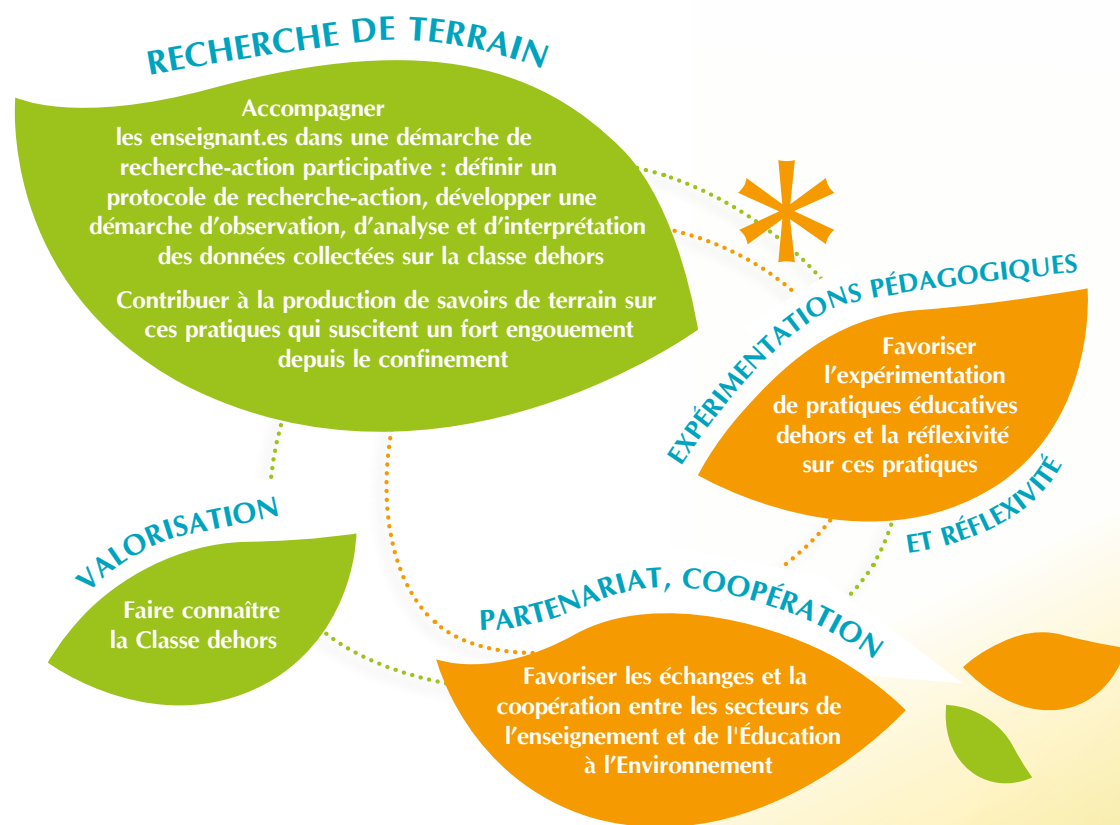 RECHERCHE DE TERRAIN
Accompagner
les enseignant.es dans une démarche de
recherche-action participative : définir un
protocole de recherche-action, développer une
démarche d’observation, d’analyse et d’interprétation
des données collectées sur la classe dehors
Contribuer à la production de savoirs de terrain sur
ces pratiques qui suscitent un fort engouement
depuis le confinement
EXPÉRIMENTATIONS PÉDAGOGIQUES
Favoriser
l’expérimentation
de pratiques éducatives
dehors et la réflexivité
sur ces pratiques
ET RÉFLEXIVITÉ
VALORISATION
Faire connaître
la Classe dehors
PARTENARIAT, COOPÉRATION
Favoriser les échanges et la
coopération entre les secteurs de
l’enseignement et de l'Éducation
à l’Environnement